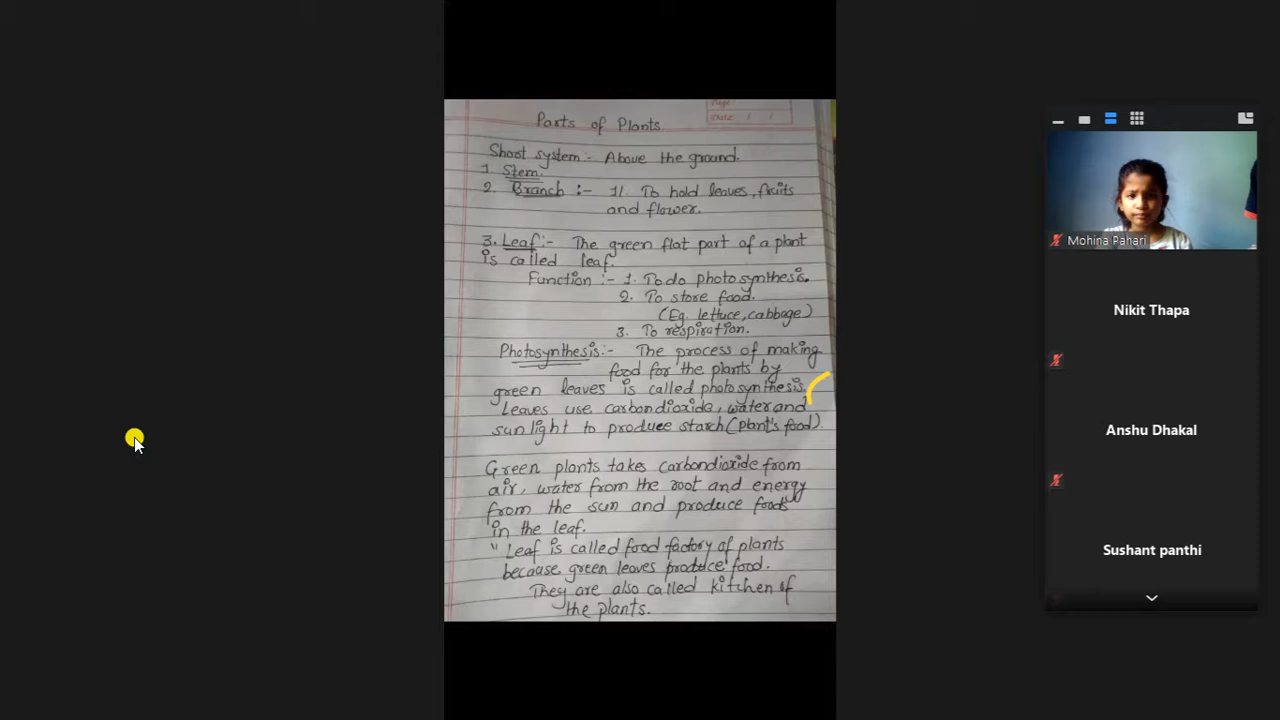 Page:
Date: / /
Parts of Plants
Shoot system:- Above the ground.
1 Stem.
2. Branch :- 1/. To hold leaves, fruits
and flower.
3. Leaf:- The green flat part of a plant
is called leaf.
Function :- 1. To do photosynthesis.
2. To store food.
(Eg. lettuce, cabbage)
3. To respiration.
Photosynthesis:- The process of making
food for the plants by
green leaves is called photosynthesis.
Leaves use carbondioxide, water and
sunlight to produce starch (plant's food).
Green plants takes carbondioxide from
air, water from the root and energy
from the sun and produce foods
in the leaf.
" Leaf is called food factory of plants
because green leaves produce food.
They are also called kitchen of
the plants.
Mohina Pahari
Nikit Thapa
Anshu Dhakal
Sushant panthi